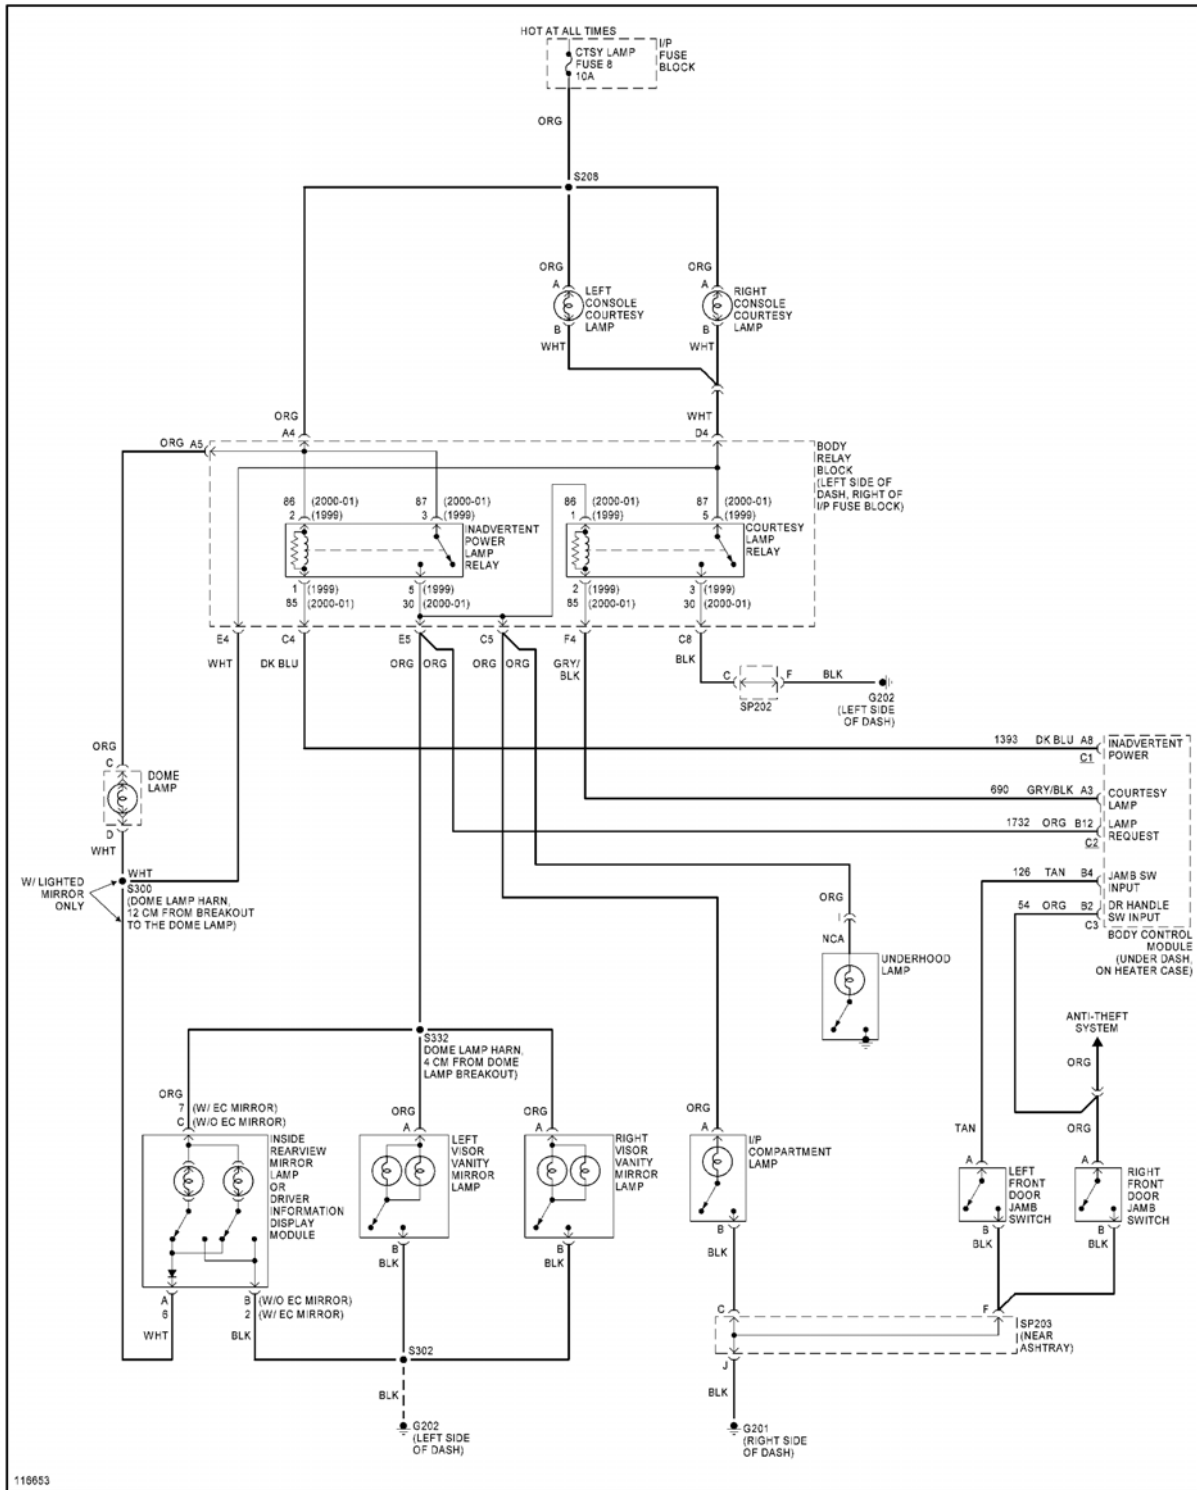 HOT AT ALL TIMES
CTSY LAMP
FUSE 8
10A
I/P
FUSE
BLOCK
ORG
S208
ORG
A
LEFT
CONSOLE
COURTESY
LAMP
B
WHT
ORG
A
RIGHT
CONSOLE
COURTESY
LAMP
B
WHT
ORG
A4
WHT
D4
ORG A5
BODY
RELAY
BLOCK
(LEFT SIDE OF
DASH, RIGHT OF
I/P FUSE BLOCK)
86 (2000-01)
2 (1999)
87 (2000-01)
3 (1999)
86 (2000-01)
1 (1999)
87 (2000-01)
5 (1999)
INADVERTENT
POWER
LAMP
RELAY
COURTESY
LAMP
RELAY
1 (1999)
85 (2000-01)
5 (1999)
30 (2000-01)
2 (1999)
85 (2000-01)
3 (1999)
30 (2000-01)
E4
C4
E5
C5
F4
C8
WHT
DK BLU
ORG ORG
ORG ORG
GRY/
BLK
BLK
C
F
BLK
SP202
G202
(LEFT SIDE
OF DASH)
1393 DK BLU A8
C1
INADVERTENT
POWER
690 GRY/BLK A3
COURTESY
LAMP
1732 ORG B12
C2
LAMP
REQUEST
126 TAN B4
JAMB SW
INPUT
54 ORG B2
C3
DR HANDLE
SW INPUT
BODY CONTROL
MODULE
(UNDER DASH,
ON HEATER CASE)
ORG
C
DOME
LAMP
D
WHT
WHT
W/ LIGHTED
MIRROR
ONLY
S300
(DOME LAMP HARN,
12 CM FROM BREAKOUT
TO THE DOME LAMP)
ORG
NCA
UNDERHOOD
LAMP
ANTI-THEFT
SYSTEM
ORG
S332
DOME LAMP HARN,
4 CM FROM DOME
LAMP BREAKOUT)
ORG
7 (W/ EC MIRROR)
C (W/O EC MIRROR)
INSIDE
REARVIEW
MIRROR
LAMP
OR
DRIVER
INFORMATION
DISPLAY
MODULE
ORG
A
LEFT
VISOR
VANITY
MIRROR
LAMP
B
BLK
ORG
A
RIGHT
VISOR
VANITY
MIRROR
LAMP
B
BLK
ORG
A
I/P
COMPARTMENT
LAMP
B
BLK
TAN
A
LEFT
FRONT
DOOR
JAMB
SWITCH
B
BLK
ORG
A
RIGHT
FRONT
DOOR
JAMB
SWITCH
B
BLK
A
6
B (W/O EC MIRROR)
2 (W/ EC MIRROR)
WHT
BLK
S302
BLK
G202
(LEFT SIDE
OF DASH)
C
F
SP203
(NEAR
ASHTRAY)
J
BLK
G201
(RIGHT SIDE
OF DASH)
116653